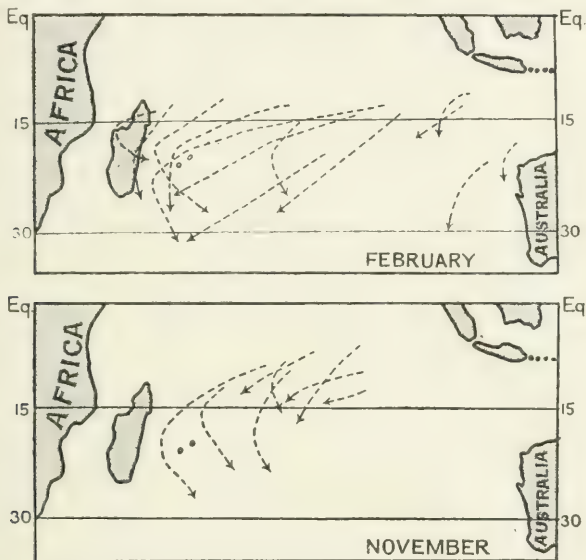 Eq.
Eq.
AFRICA
15
15
30
30
AUSTRALIA
FEBRUARY
Eq.
Eq.
AFRICA
15
15
30
30
AUSTRALIA
NOVEMBER